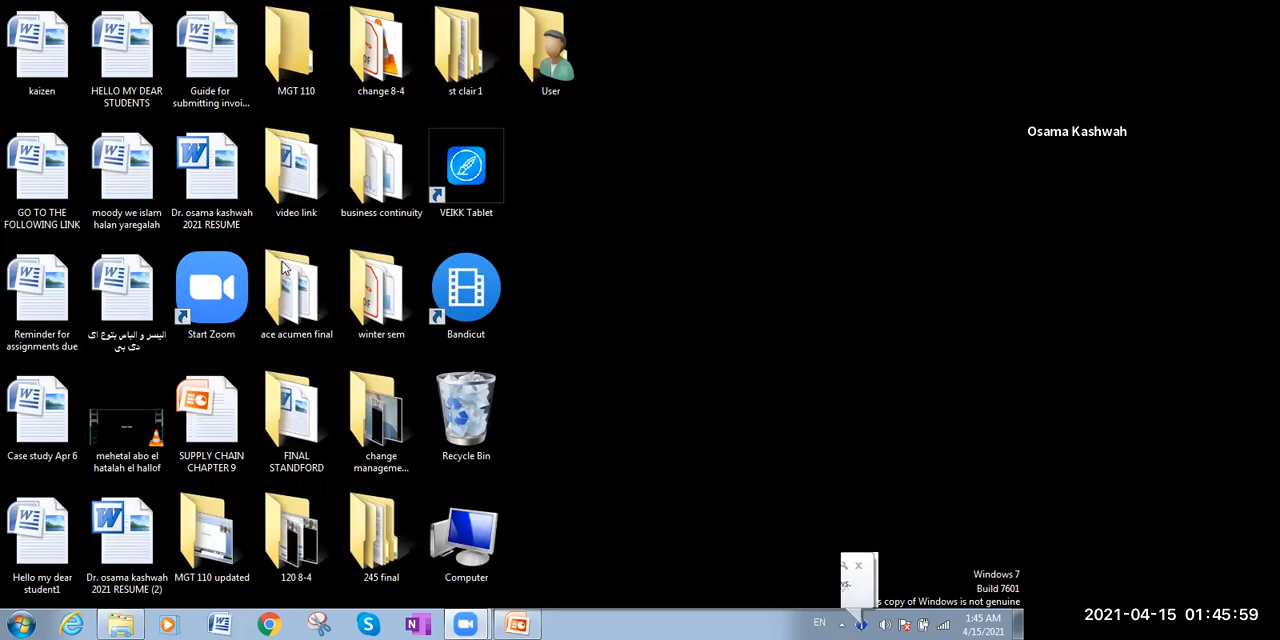 kaizen
HELLO MY DEAR
STUDENTS
Guide for
submitting invoi...
MGT 110
change 8-4
st clair 1
User
Osama Kashwah
GO TO THE
FOLLOWING LINK
moody we islam
halan yaregalah
Dr. osama kashwah
2021 RESUME
video link
business continuity
VEIKK Tablet
Reminder for
assignments due
اليسر و الباس بتوع اي
دي بي
Start Zoom
ace acumen final
winter sem
Bandicut
Case study Apr 6
mehetal abo el
hatalah el hallof
SUPPLY CHAIN
CHAPTER 9
FINAL
STANDFORD
change
manageme...
Recycle Bin
Hello my dear
student1
Dr. osama kashwah
2021 RESUME (2)
MGT 110 updated
120 8-4
245 final
Computer
Windows 7
Build 7601
s copy of Windows is not genuine
EN
1:45 AM
4/15/2021
2021-04-15 01:45:59